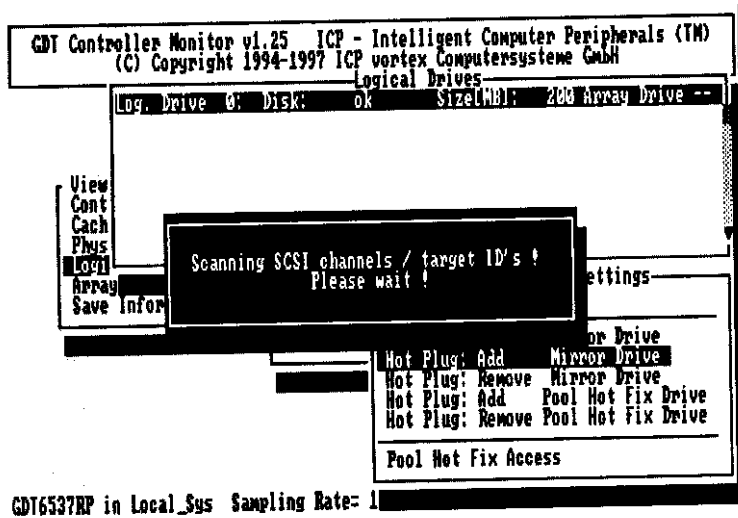 GDT Controller Monitor v1.25 ICP - Intelligent Computer Peripherals (TM)
(C) Copyright 1994-1997 ICP vortex Computersysteme GmbH
Logical Drives
Log. Drive 0: Disk: ok Size[MB]: 200 Array Drive --
View
Cont
Cach
Phys
Logi
Array
Save Infor
Scanning SCSI channels / target ID's !
Please wait !
ettings
or Drive
Hot Plug: Add Mirror Drive
Hot Plug: Remove Mirror Drive
Hot Plug: Add Pool Hot Fix Drive
Hot Plug: Remove Pool Hot Fix Drive
Pool Hot Fix Access
GDT6537RP in Local_Sys Sampling Rate= 1